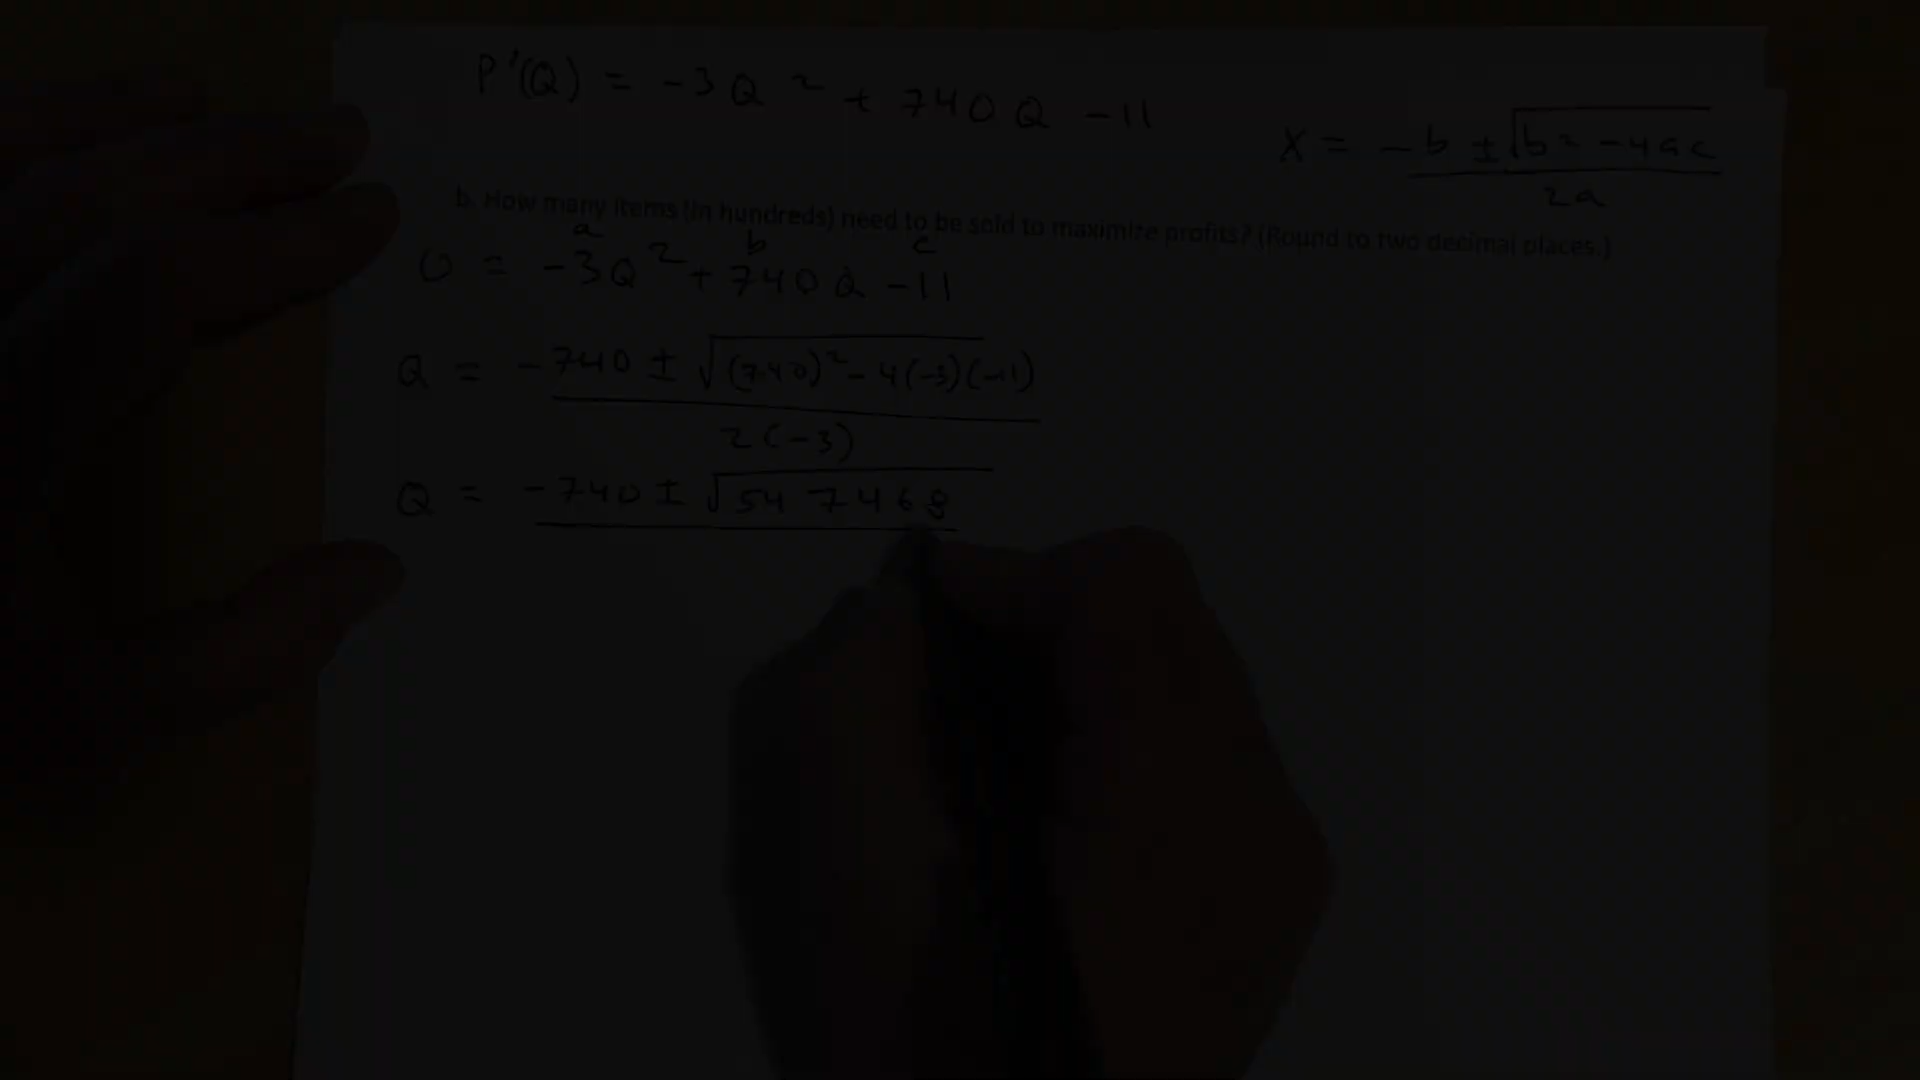 P'(Q) = -3Q² + 740Q - 11
X = -b ± √b² - 4ac / 2a
b. How many items (in hundreds) need to be sold to maximize profits? (Round to two decimal places.)
a b c
0 = -3Q² + 740Q - 11
Q = -740 ± √(740)² - 4(-3)(-11)
2(-3)
Q = -740 ± √547468